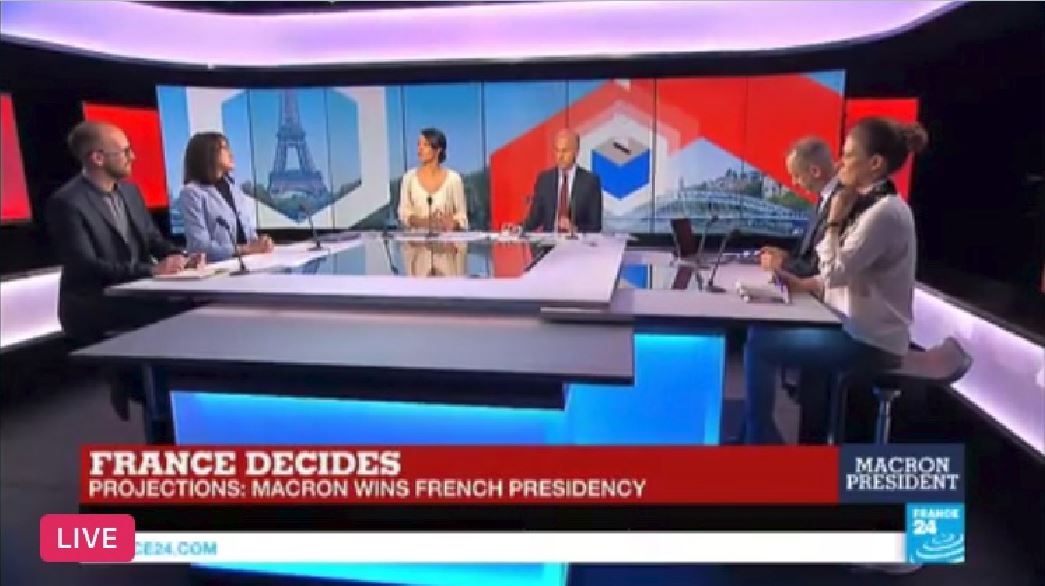 FRANCE DECIDES
PROJECTIONS: MACRON WINS FRENCH PRESIDENCY
MACRON
PRESIDENT
FRANCE
24
LIVE
CE24.COM